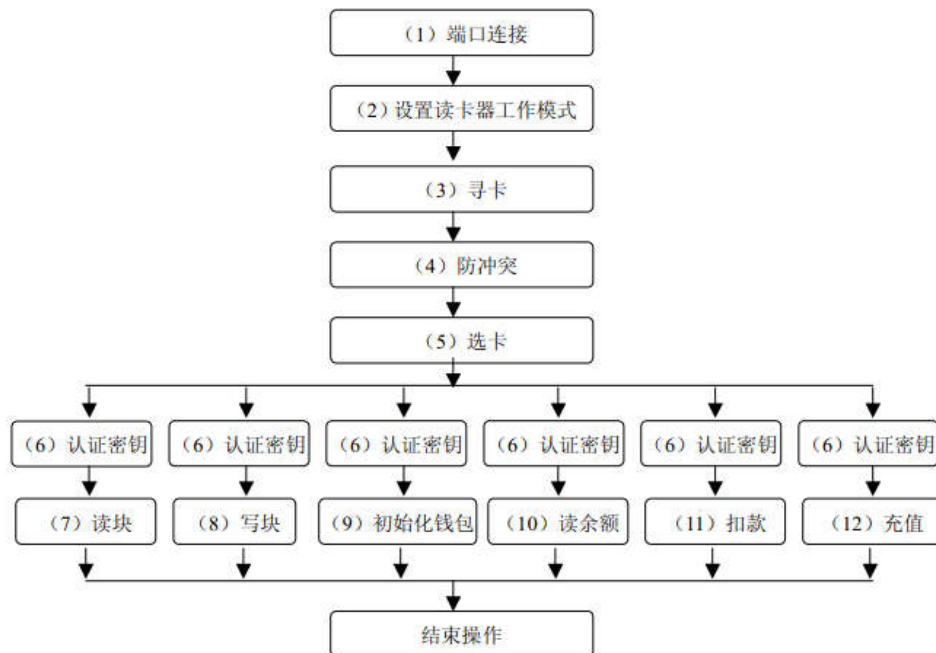 （1）端口连接
（2）设置读卡器工作模式
（3）寻卡
（4）防冲突
（5）选卡
（6）认证密钥
（6）认证密钥
（6）认证密钥
（6）认证密钥
（6）认证密钥
（6）认证密钥
（7）读块
（8）写块
（9）初始化钱包
（10）读余额
（11）扣款
（12）充值
结束操作